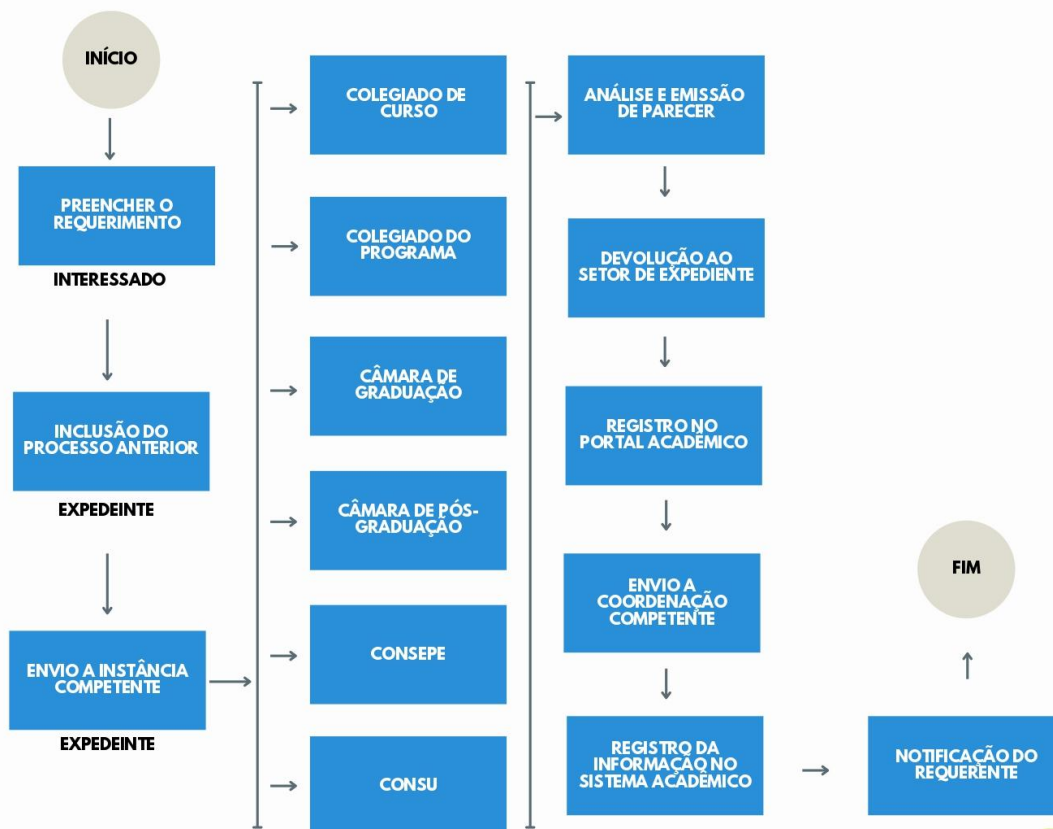 INÍCIO
PREENCHER O
REQUERIMENTO
INTERESSADO
INCLUSÃO DO
PROCESSO ANTERIOR
EXPEDEINTE
ENVIO A INSTÂNCIA
COMPETENTE
EXPEDEINTE
COLEGIADO DE
CURSO
COLEGIADO DO
PROGRAMA
CÂMARA DE
GRADUAÇÃO
CÂMARA DE PÓS-
GRADUAÇÃO
CONSEPE
CONSU
ANÁLISE E EMISSÃO
DE PARECER
DEVOLUÇÃO AO
SETOR DE EXPEDIENTE
REGISTRO NO
PORTAL ACADÊMICO
ENVIO A
COORDENAÇÃO
COMPETENTE
REGISTRO DA
INFORMAÇÃO NO
SISTEMA ACADÊMICO
NOTIFICAÇÃO DO
REQUERENTE
FIM